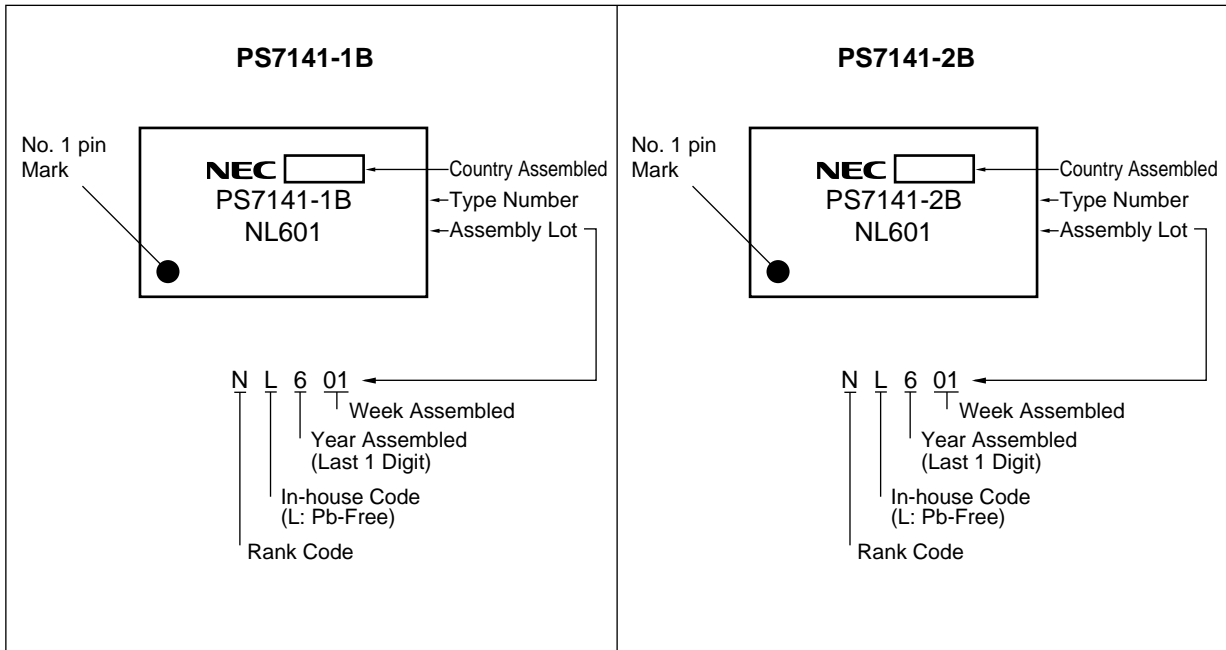 PS7141-1B
No. 1 pin
Mark
NEC
Country Assembled
PS7141-1B
Type Number
NL601
Assembly Lot
N L 6 01
Week Assembled
Year Assembled
(Last 1 Digit)
In-house Code
(L: Pb-Free)
Rank Code
PS7141-2B
No. 1 pin
Mark
NEC
Country Assembled
PS7141-2B
Type Number
NL601
Assembly Lot
N L 6 01
Week Assembled
Year Assembled
(Last 1 Digit)
In-house Code
(L: Pb-Free)
Rank Code